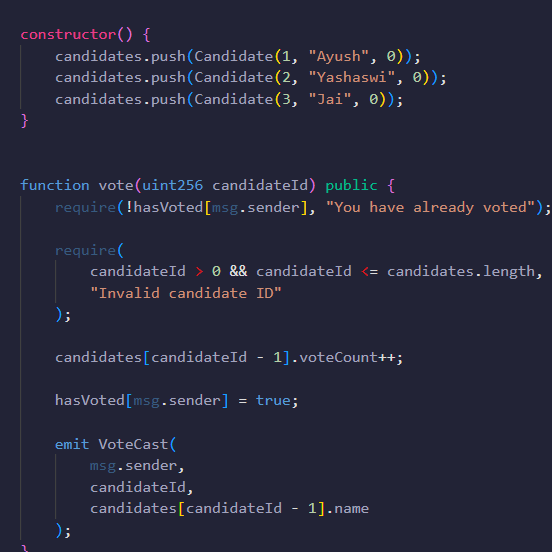 constructor() {
    candidates.push(Candidate(1, "Ayush", 0));
    candidates.push(Candidate(2, "Yashaswi", 0));
    candidates.push(Candidate(3, "Jai", 0));
}
function vote(uint256 candidateId) public {
    require(!hasVoted[msg.sender], "You have already voted");
    require(
        candidateId > 0 && candidateId <= candidates.length,
        "Invalid candidate ID"
    );
    candidates[candidateId - 1].voteCount++;
    hasVoted[msg.sender] = true;
    emit VoteCast(
        msg.sender,
        candidateId,
        candidates[candidateId - 1].name
    );
}